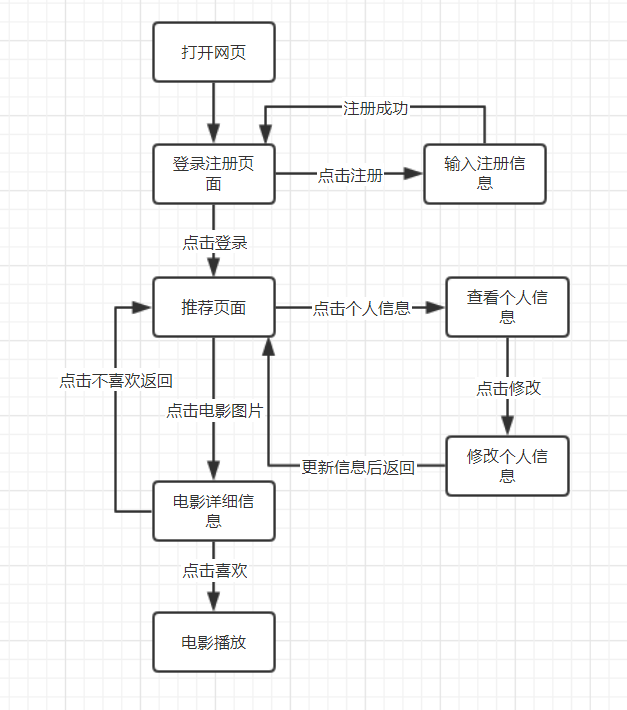 打开网页
注册成功
登录注册页
面
点击注册
输入注册信
息
点击登录
推荐页面
点击个人信息
查看个人信
息
点击不喜欢返回
点击电影图片
点击修改
更新信息后返回
修改个人信
息
电影详细信
息
点击喜欢
电影播放